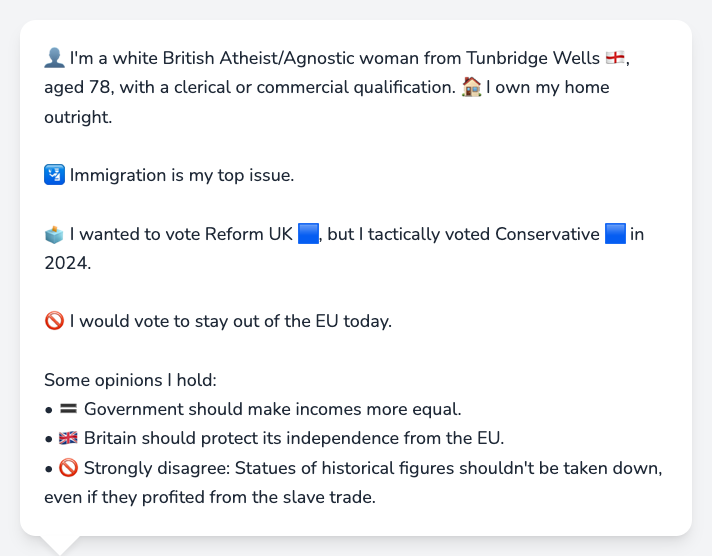 👤 I'm a white British Atheist/Agnostic woman from Tunbridge Wells 🏴󠁧󠁢󠁥󠁮󠁧󠁿,
aged 78, with a clerical or commercial qualification. 🏠 I own my home
outright.
🛂 Immigration is my top issue.
🗳️ I wanted to vote Reform UK 🟦, but I tactically voted Conservative 🟦 in
2024.
🚫 I would vote to stay out of the EU today.
Some opinions I hold:
• 🟰 Government should make incomes more equal.
• 🇬🇧 Britain should protect its independence from the EU.
• 🚫 Strongly disagree: Statues of historical figures shouldn't be taken down,
even if they profited from the slave trade.